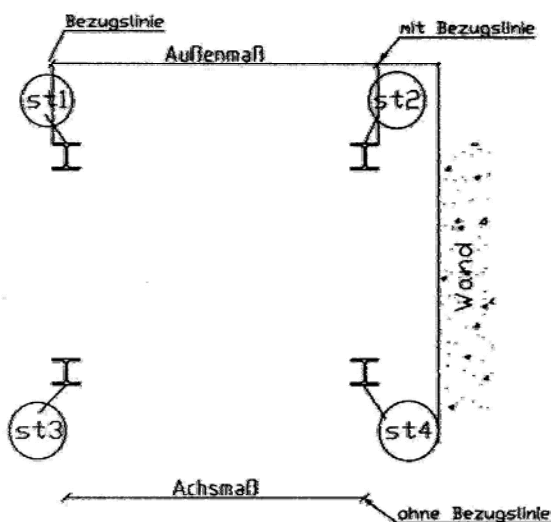 Bezugslinie
mit Bezugslinie
Außenmaß
st1
st2
Wand
st3
st4
Achsmaß
ohne Bezugslinie